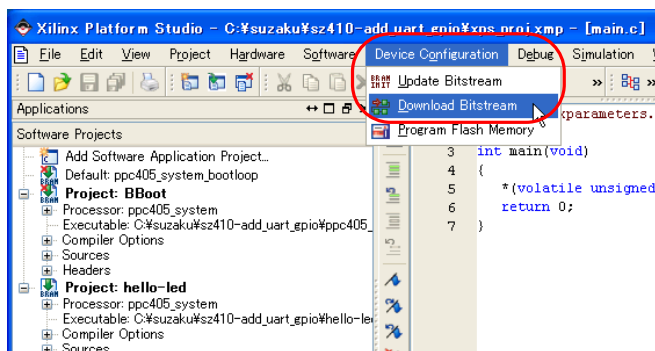 Xilinx Platform Studio - C:¥suzaku¥sz410-add_uart_gpio¥xps_proj.xmp - [main.c]
File Edit View Project Hardware Software Device Configuration Debug Simulation
BRAM INIT Update Bitstream
Download Bitstream
Program Flash Memory
Applications
Software Projects
Add Software Application Project...
Default: ppc405_system_bootloop
Project: BBoot
Processor: ppc405_system
Executable: C:¥suzaku¥sz410-add_uart_gpio¥ppc405_
Compiler Options
Sources
Headers
Project: hello-led
Processor: ppc405_system
Executable: C:¥suzaku¥sz410-add_uart_gpio¥hello-le
Compiler Options
Sources
xparameters.
3 int main(void)
4 {
5 *(volatile unsigned
6 return 0;
7 }